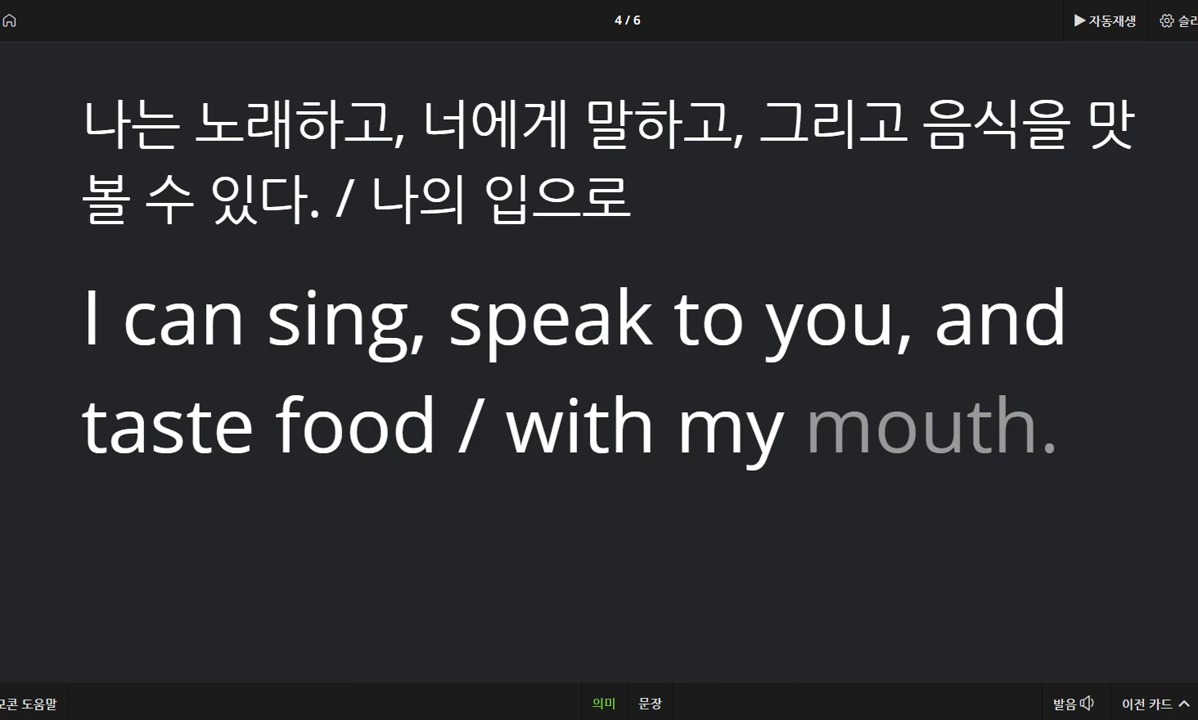 4 / 6
자동재생
나는 노래하고, 너에게 말하고, 그리고 음식을 맛
볼 수 있다. / 나의 입으로
I can sing, speak to you, and
taste food / with my mouth.
도움말
의미
문장
발음
이전 카드